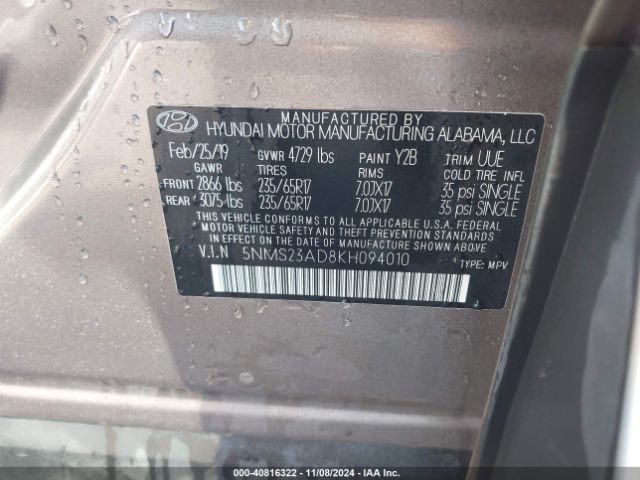 MANUFACTURED BY
HYUNDAI MOTOR MANUFACTURING ALABAMA, LLC
Feb/25/19 GVWR 4729 lbs PAINT Y2B TRIM UUE
GAWR TIRES RIMS COLD TIRE INFL
FRONT 2866 lbs 235/65R17 7.0JX17 35 psi SINGLE
REAR 3075 lbs 235/65R17 7.0JX17 35 psi SINGLE
THIS VEHICLE CONFORMS TO ALL APPLICABLE U.S.A. FEDERAL
MOTOR VEHICLE SAFETY AND THEFT PREVENTION STANDARDS
IN EFFECT ON THE DATE OF MANUFACTURE SHOWN ABOVE.
V.I.N 5NMS23AD8KH094010 TYPE: MPV
000-40816322 - 11/08/2024 - IAA Inc.